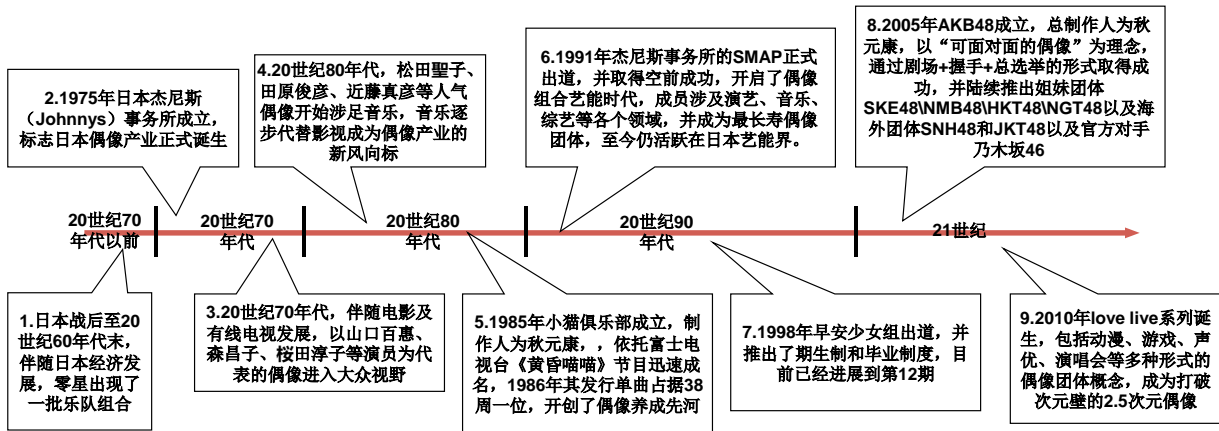 2.1975年日本杰尼斯
（Johnnys）事务所成立，
标志日本偶像产业正式诞生
4.20世纪80年代，松田聖子、
田原俊彦、近藤真彦等人气
偶像开始涉足音乐，音乐逐
步代替影视成为偶像产业的
新风向标
6.1991年杰尼斯事务所的SMAP正式
出道，并取得空前成功，开启了偶像
组合艺能时代，成员涉及演艺、音乐、
综艺等各个领域，并成为最长寿偶像
团体，至今仍活跃在日本艺能界。
8.2005年AKB48成立，总制作人为秋
元康，以“可面对面的偶像”为理念，
通过剧场+握手+总选举的形式取得成
功，并陆续推出姐妹团体
SKE48\NMB48\HKT48\NGT48以及海
外团体SNH48和JKT48以及官方对手
乃木坂46
20世纪70
年代以前
20世纪70
年代
20世纪80
年代
20世纪90
年代
21世纪
1.日本战后至20
世纪60年代末，
伴随日本经济发
展，零星出现了
一批乐队组合
3.20世纪70年代，伴随电影及
有线电视发展，以山口百惠、
森昌子、桜田淳子等演员为代
表的偶像进入大众视野
5.1985年小猫俱乐部成立，制
作人为秋元康，，依托富士电
视台《黄昏喵喵》节目迅速成
名，1986年其发行单曲占据38
周一位，开创了偶像养成先河
7.1998年早安少女组出道，并
推出了期生制和毕业制度，目
前已经进展到第12期
9.2010年love live系列诞
生，包括动漫、游戏、声
优、演唱会等多种形式的
偶像团体概念，成为打破
次元壁的2.5次元偶像